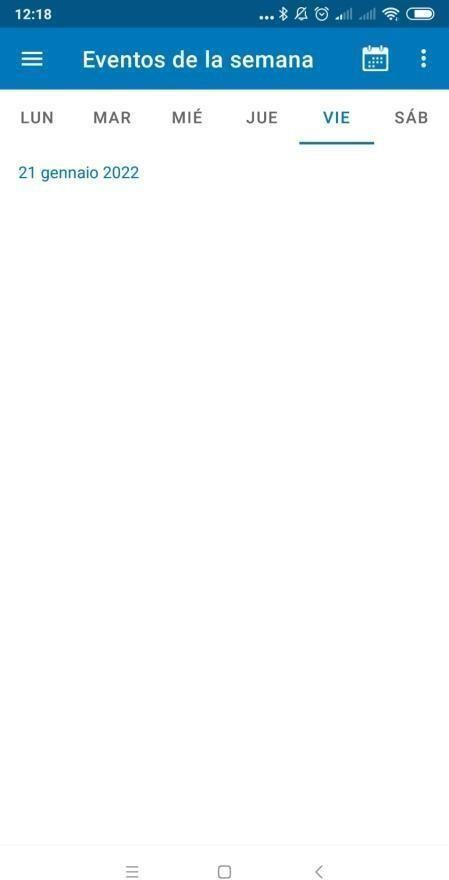 12:18
Eventos de la semana
LUN MAR MIÉ JUE VIE SÁB
21 gennaio 2022